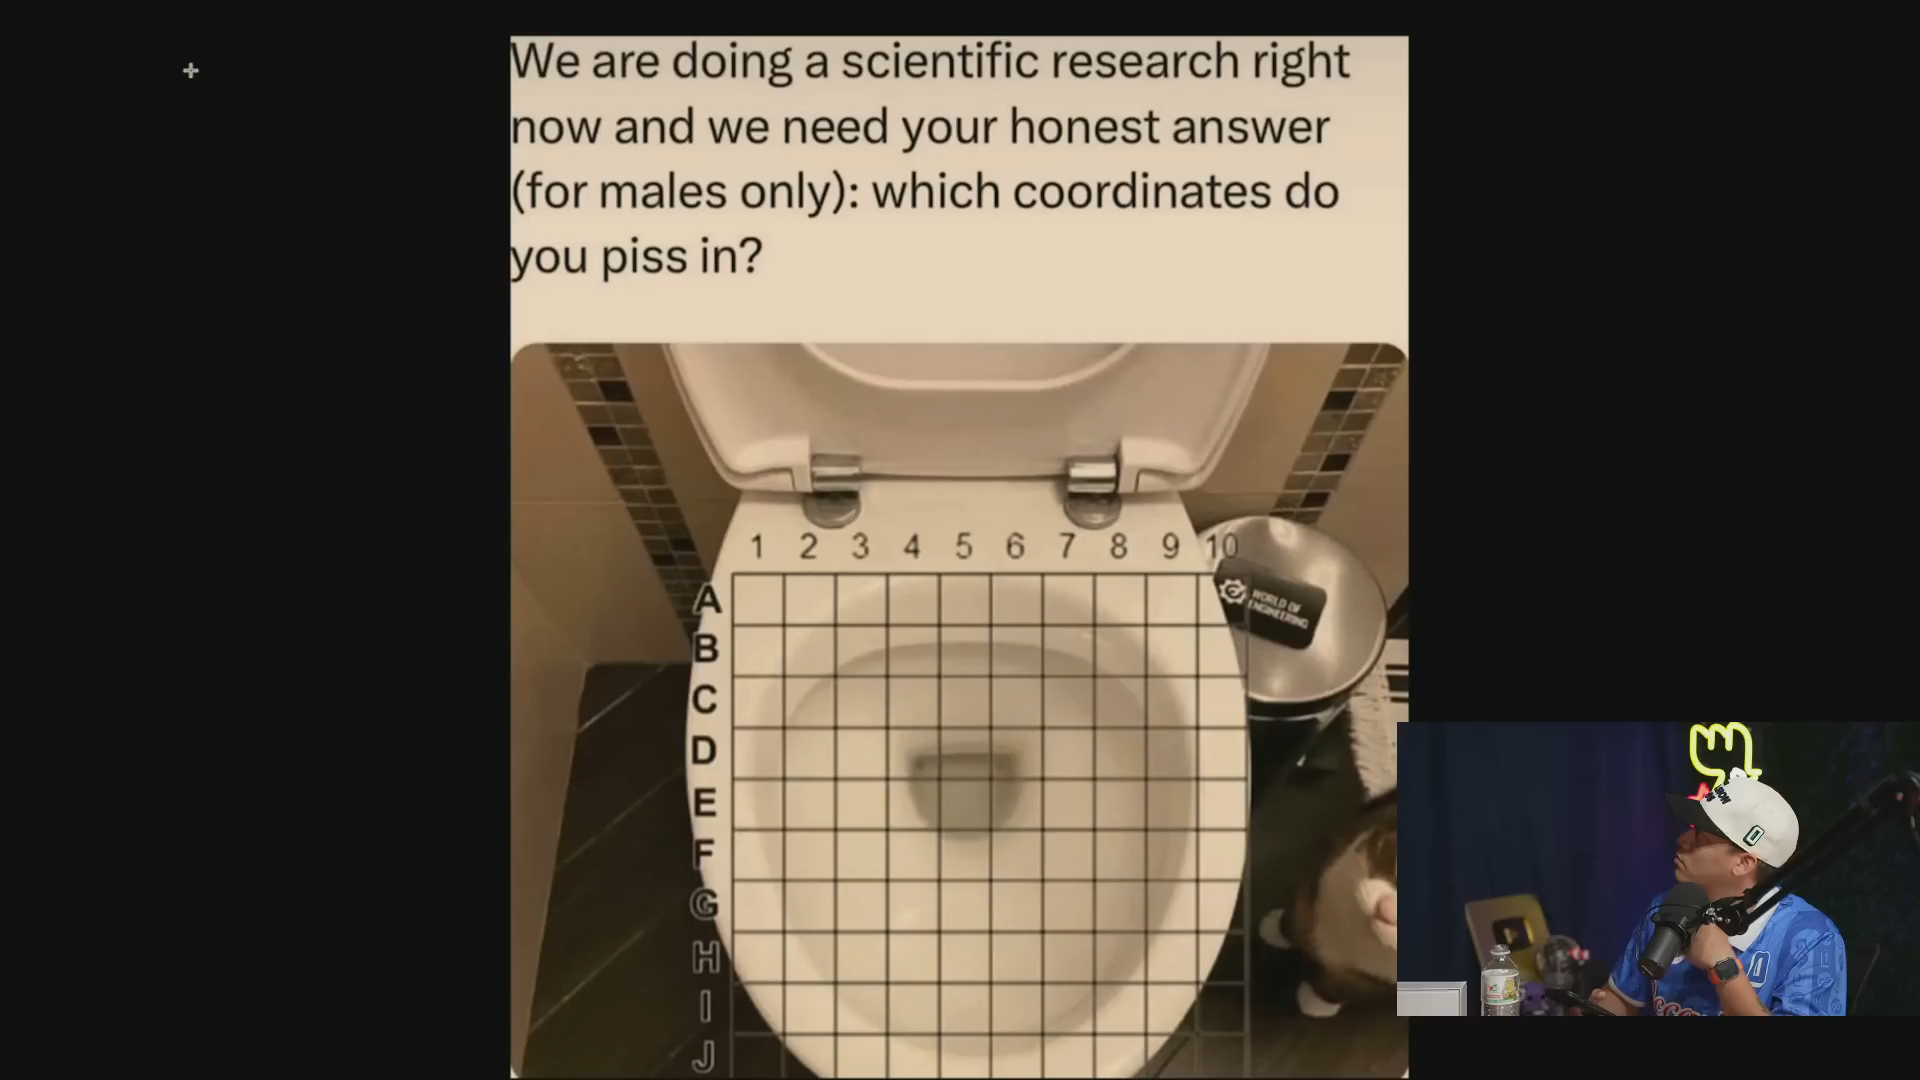 We are doing a scientific research right
now and we need your honest answer
(for males only): which coordinates do
you piss in?
1 2 3 4 5 6 7 8 9 10
WORLD OF
ENGINEERING
A
B
C
D
E
F
G
H
I
J